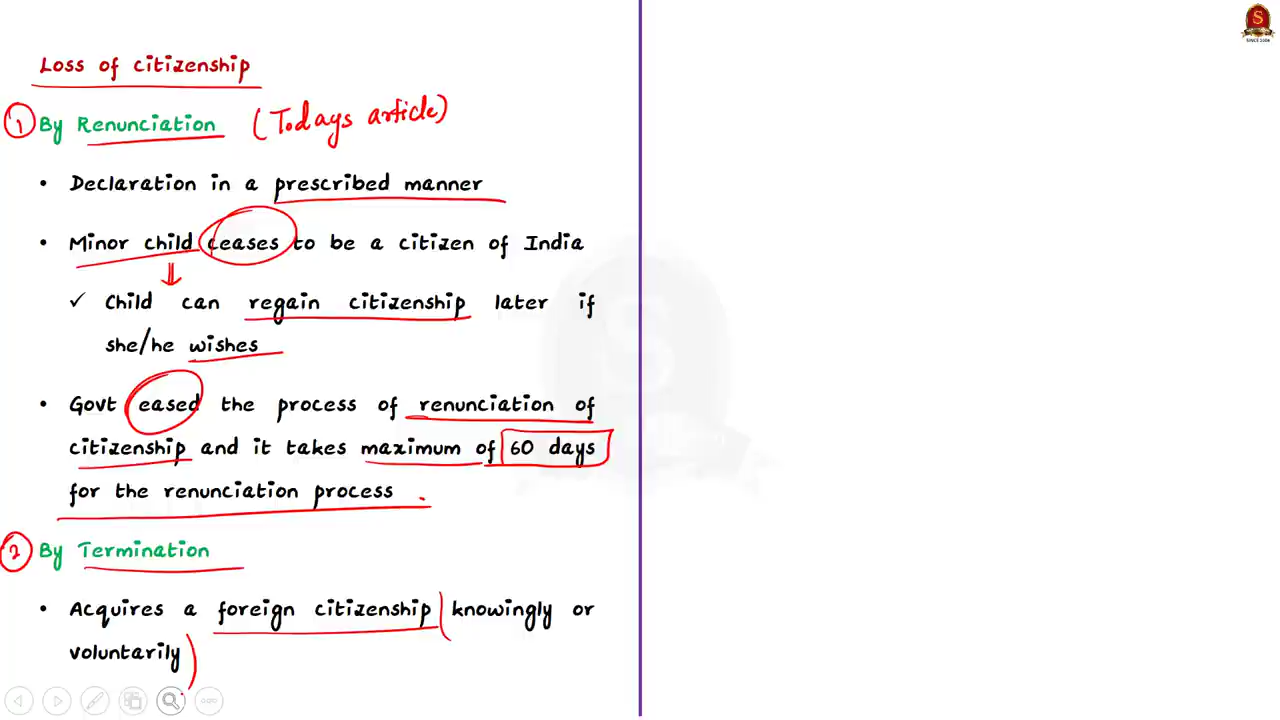 Loss of citizenship
1 By Renunciation (Todays article)
• Declaration in a prescribed manner
• Minor child ceases to be a citizen of India
✓ Child can regain citizenship later if
she/he wishes
• Govt eased the process of renunciation of
citizenship and it takes maximum of 60 days
for the renunciation process.
2 By Termination
• Acquires a foreign citizenship (knowingly or
voluntarily)
S
SINCE 2004